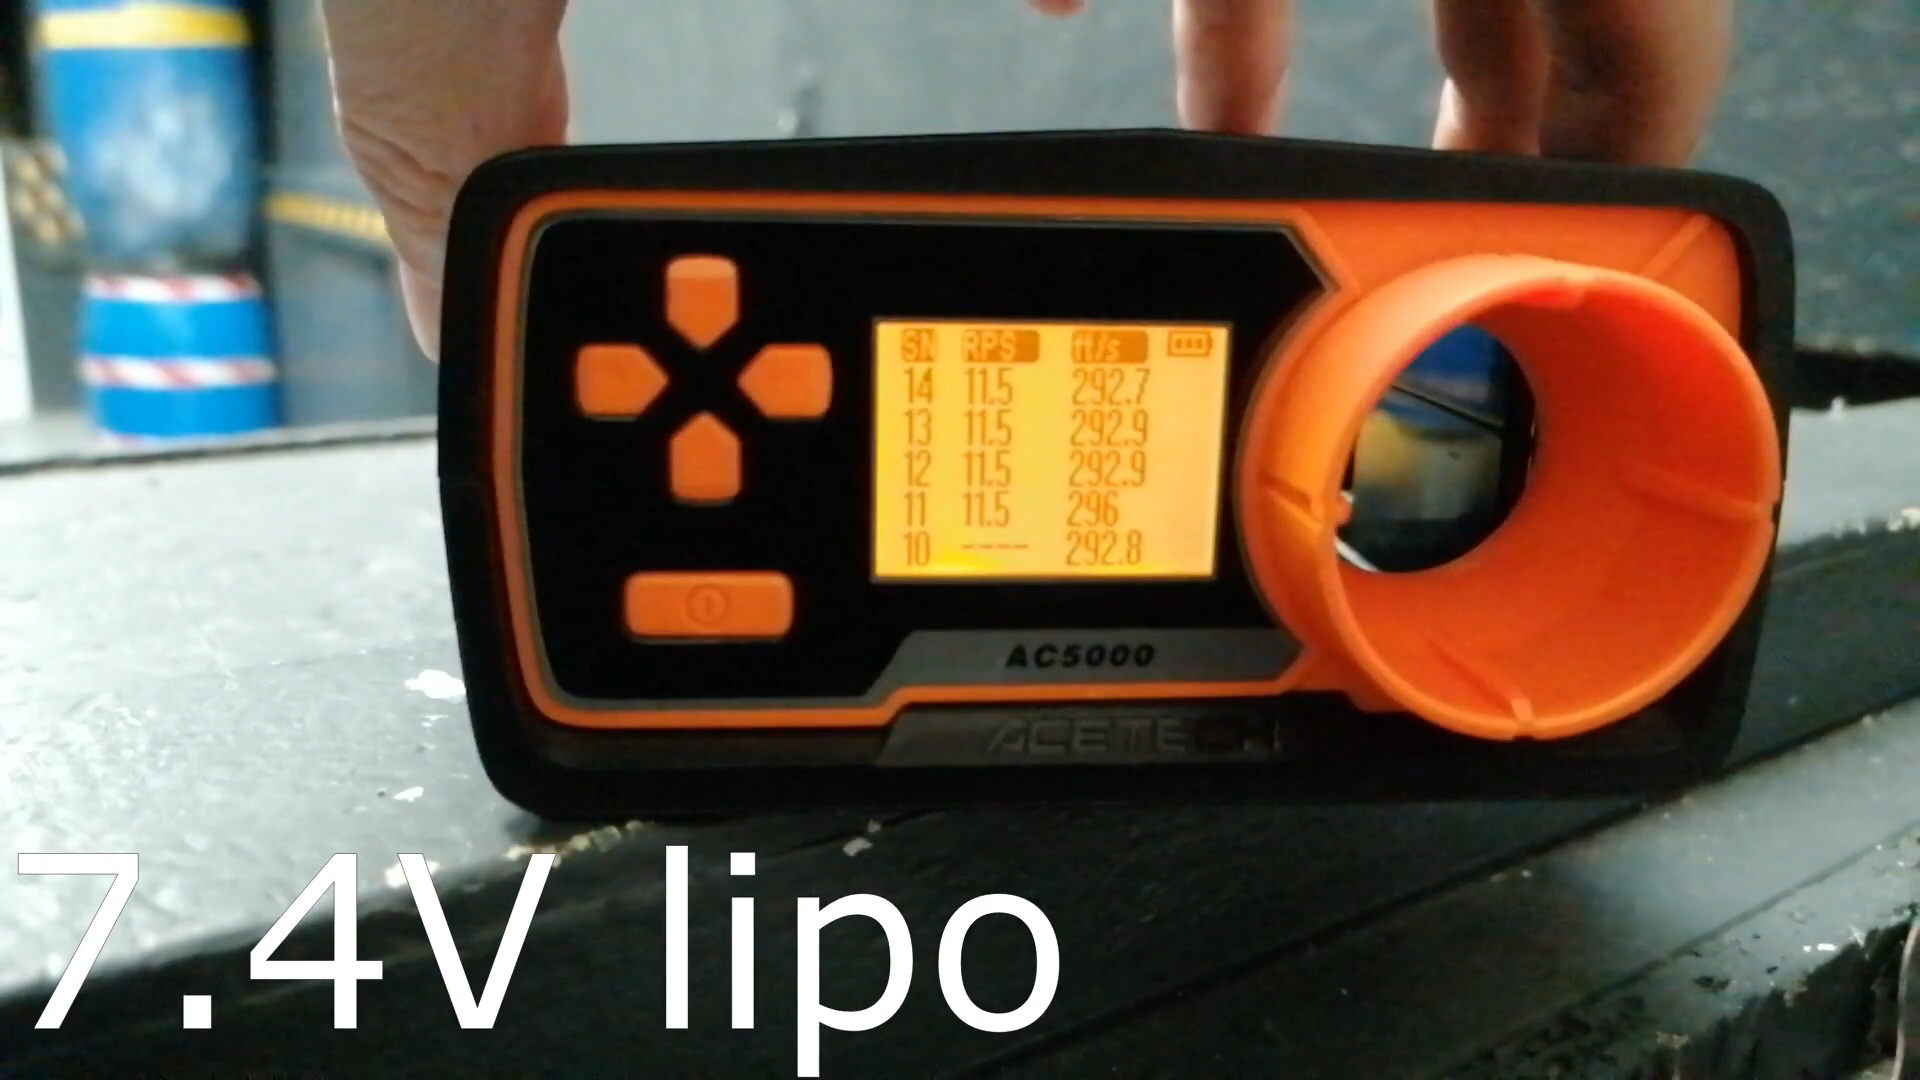 SN RPS ft/s
14 11.5 292.7
13 11.5 292.9
12 11.5 292.9
11 11.5 296
10 ---- 292.8
AC5000
ACETECH
7.4V lipo